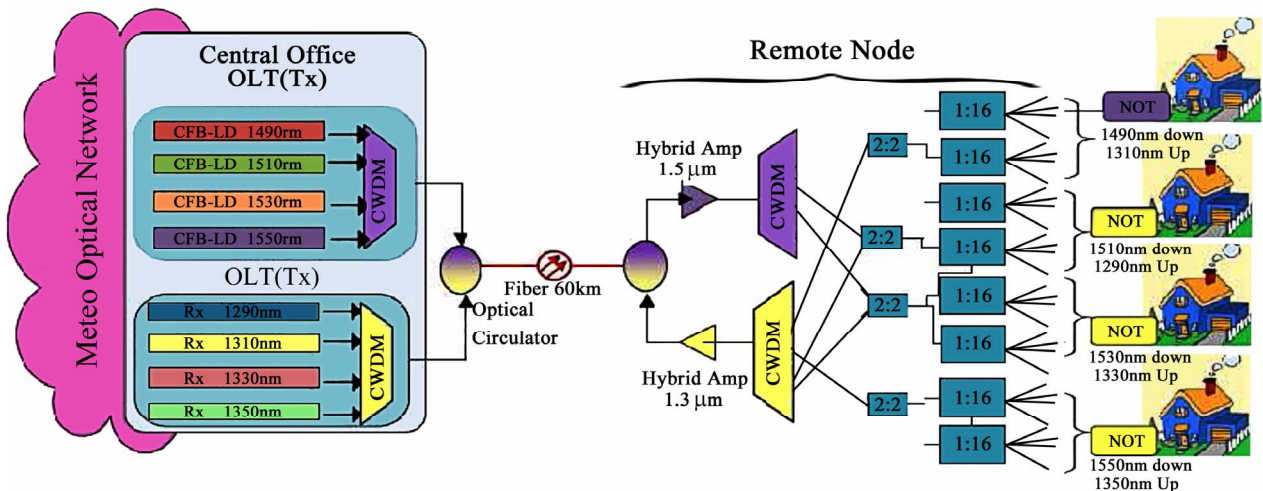 Meteo Optical Network
Central Office
OLT(Tx)
CFB-LD 1490rm
CFB-LD 1510rm
CFB-LD 1530rm
CFB-LD 1550rm
CWDM
OLT(Tx)
Rx 1290nm
Rx 1310nm
Rx 1330nm
Rx 1350nm
CWDM
Optical
Circulator
Fiber 60km
Hybrid Amp
1.5 μm
Hybrid Amp
1.3 μm
Remote Node
CWDM
CWDM
2:2
2:2
2:2
2:2
1:16
1:16
1:16
1:16
1:16
1:16
1:16
1:16
NOT
1490nm down
1310nm Up
NOT
1510nm down
1290nm Up
NOT
1530nm down
1330nm Up
NOT
1550nm down
1350nm Up